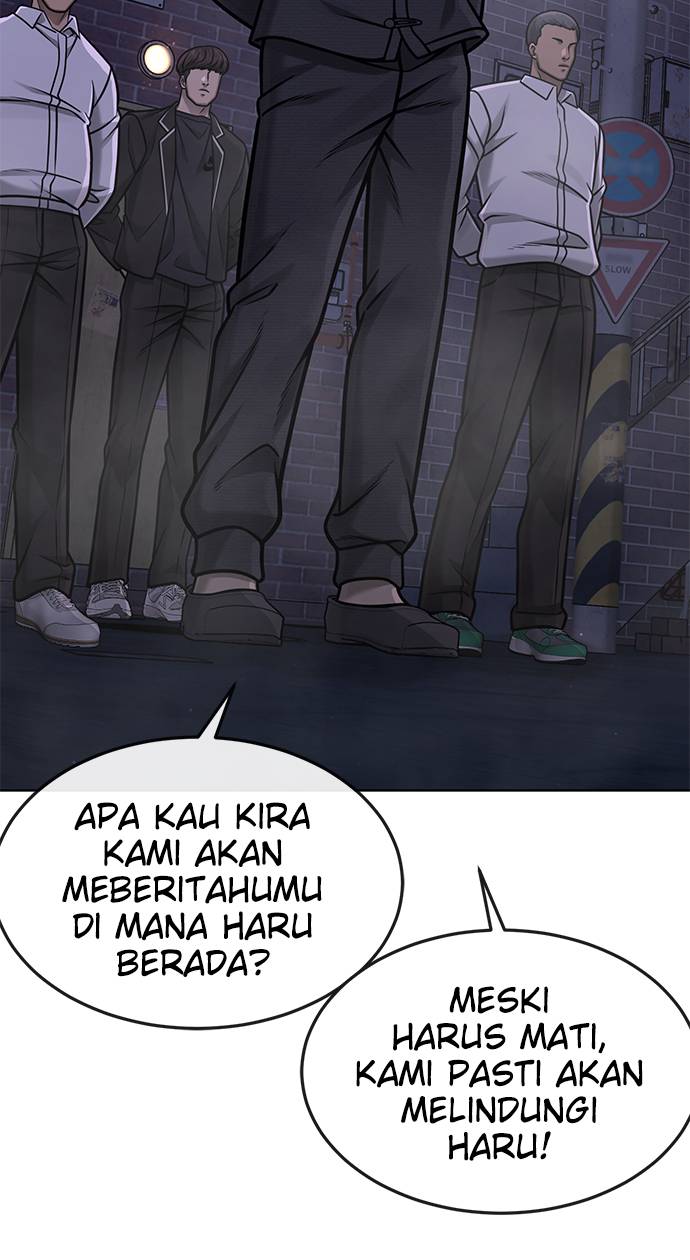 SLOW
APA KAU KIRA
KAMI AKAN
MEBERITAHUMU
DI MANA HARU
BERADA?
MESKI
HARUS MATI,
KAMI PASTI AKAN
MELINDUNGI
HARU!